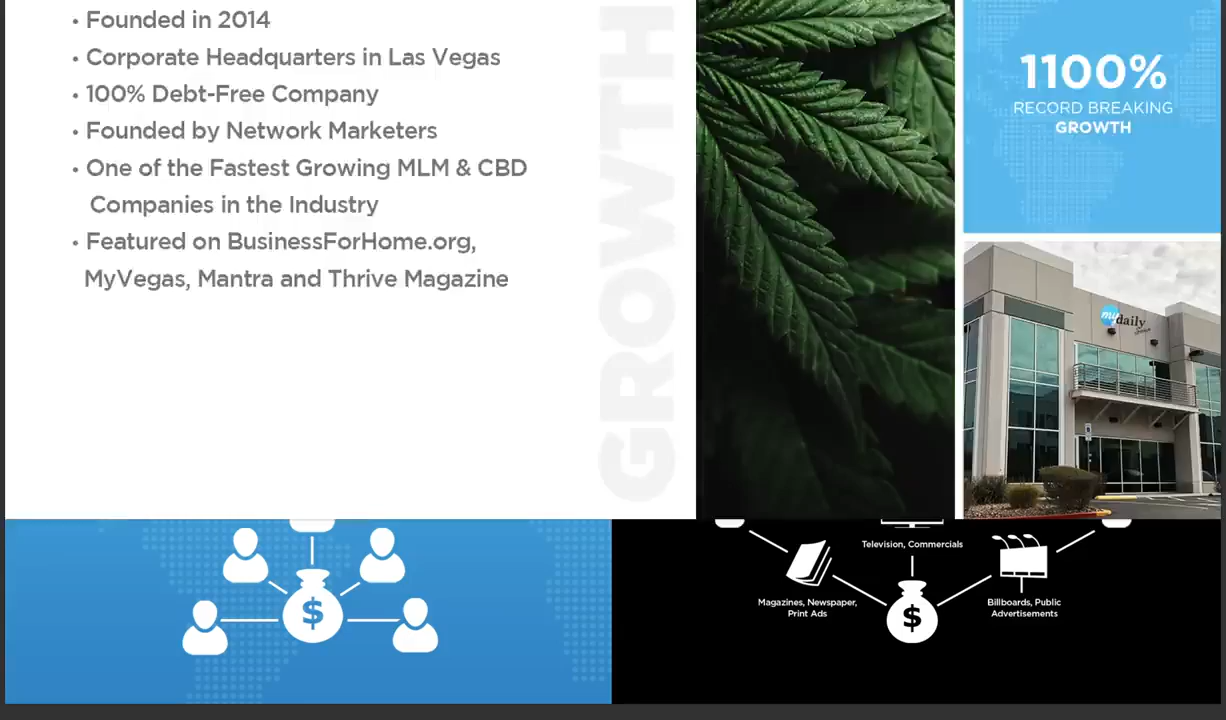 • Founded in 2014
• Corporate Headquarters in Las Vegas
• 100% Debt-Free Company
• Founded by Network Marketers
• One of the Fastest Growing MLM & CBD
Companies in the Industry
• Featured on BusinessForHome.org,
MyVegas, Mantra and Thrive Magazine
GROWTH
1100%
RECORD BREAKING
GROWTH
my daily
Choice
$
Television, Commercials
Magazines, Newspaper,
Print Ads
Billboards, Public
Advertisements
$